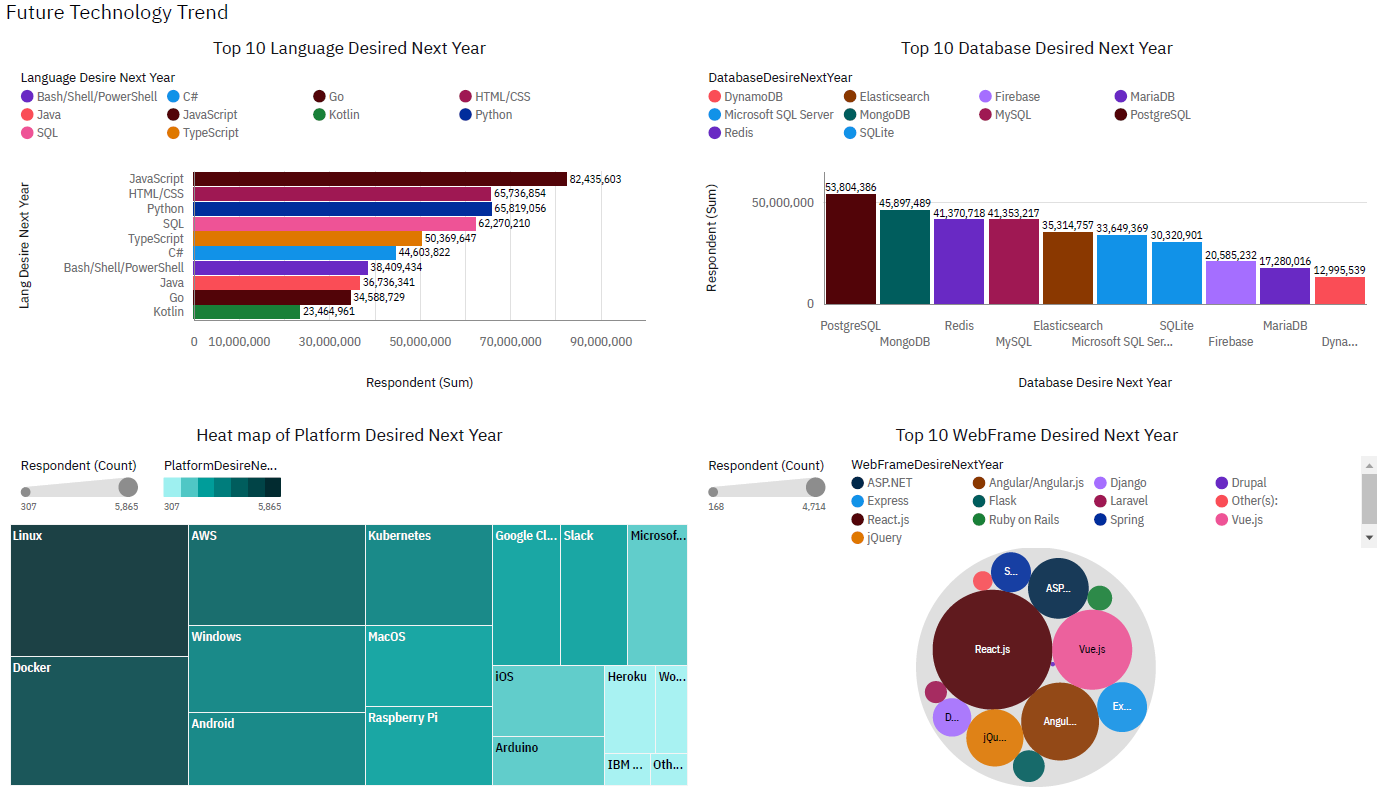 Future Technology Trend
Top 10 Language Desired Next Year
Language Desire Next Year
Bash/Shell/PowerShell C# Go HTML/CSS
Java JavaScript Kotlin Python
SQL TypeScript
Lang Desire Next Year
JavaScript 82,435,603
HTML/CSS 65,736,854
Python 65,819,056
SQL 62,270,210
TypeScript 50,369,647
C# 44,603,822
Bash/Shell/PowerShell 38,409,434
Java 36,736,341
Go 34,588,729
Kotlin 23,464,961
0 10,000,000 30,000,000 50,000,000 70,000,000 90,000,000
Respondent (Sum)
Top 10 Database Desired Next Year
DatabaseDesireNextYear
DynamoDB Elasticsearch Firebase MariaDB
Microsoft SQL Server MongoDB MySQL PostgreSQL
Redis SQLite
Respondent (Sum)
50,000,000
0
53,804,386 45,897,489 41,370,718 41,353,217 35,314,757 33,649,369 30,320,901 20,585,232 17,280,016 12,995,539
PostgreSQL Redis Elasticsearch SQLite MariaDB
MongoDB MySQL Microsoft SQL Ser... Firebase Dyna...
Database Desire Next Year
Heat map of Platform Desired Next Year
Respondent (Count) PlatformDesireNe...
307 5,865 307 5,865
Linux AWS Kubernetes Google Cl... Slack Microsof...
Windows MacOS
Docker iOS Heroku Wo...
Android Raspberry Pi
Arduino IBM ... Oth...
Top 10 WebFrame Desired Next Year
Respondent (Count) WebFrameDesireNextYear
168 4,714
ASP.NET Angular/Angular.js Django Drupal
Express Flask Laravel Other(s):
React.js Ruby on Rails Spring Vue.js
jQuery
S...
ASP...
React.js Vue.js
Ex...
D... Angul...
jQu...